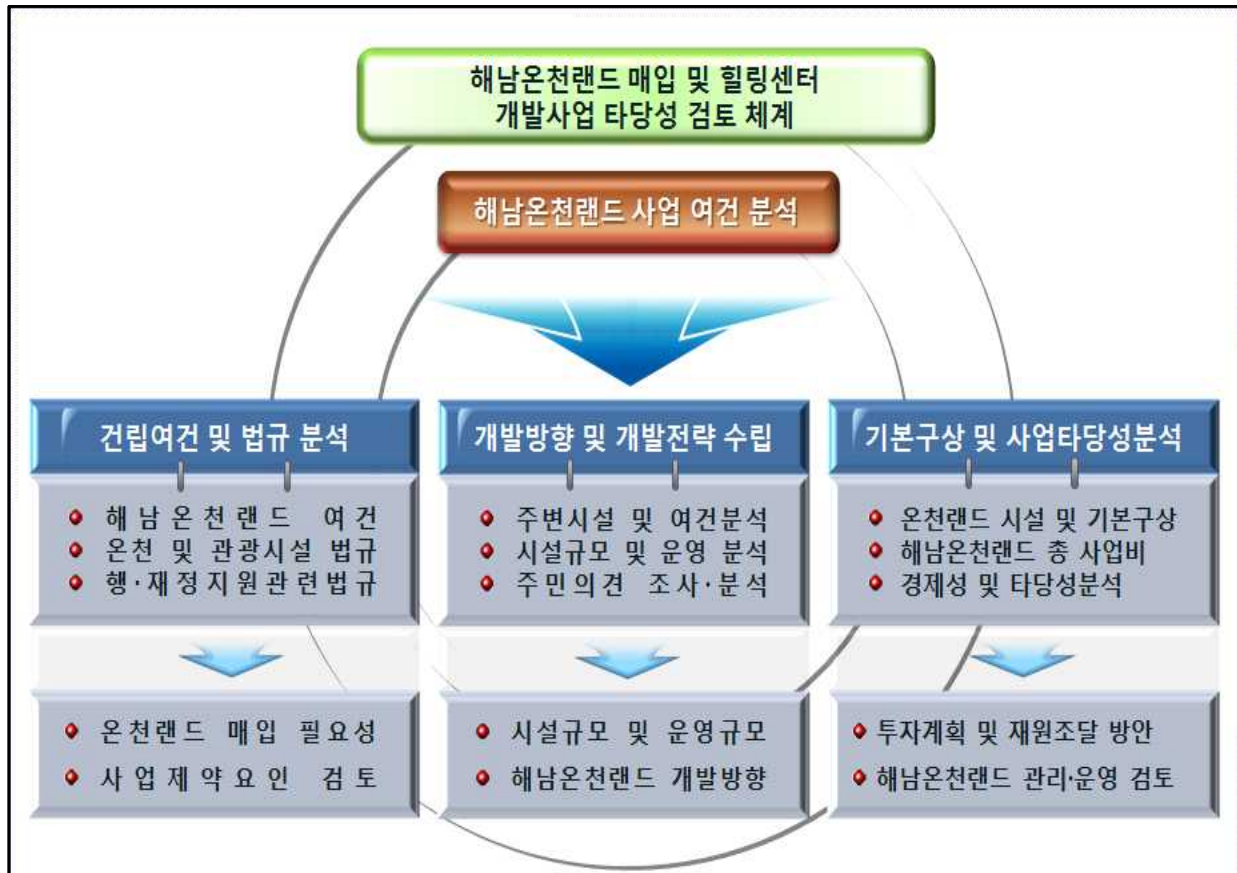 해남온천랜드 매입 및 힐링센터
개발사업 타당성 검토 체계
해남온천랜드 사업 여건 분석
건립여건 및 법규 분석
해남온천랜드 여건
온천 및 관광시설 법규
행·재정지원관련법규
온천랜드 매입 필요성
사업제약요인 검토
개발방향 및 개발전략 수립
주변시설 및 여건분석
시설규모 및 운영 분석
주민의견 조사·분석
시설규모 및 운영규모
해남온천랜드 개발방향
기본구상 및 사업타당성분석
온천랜드 시설 및 기본구상
해남온천랜드 총 사업비
경제성 및 타당성분석
투자계획 및 재원조달 방안
해남온천랜드 관리·운영 검토